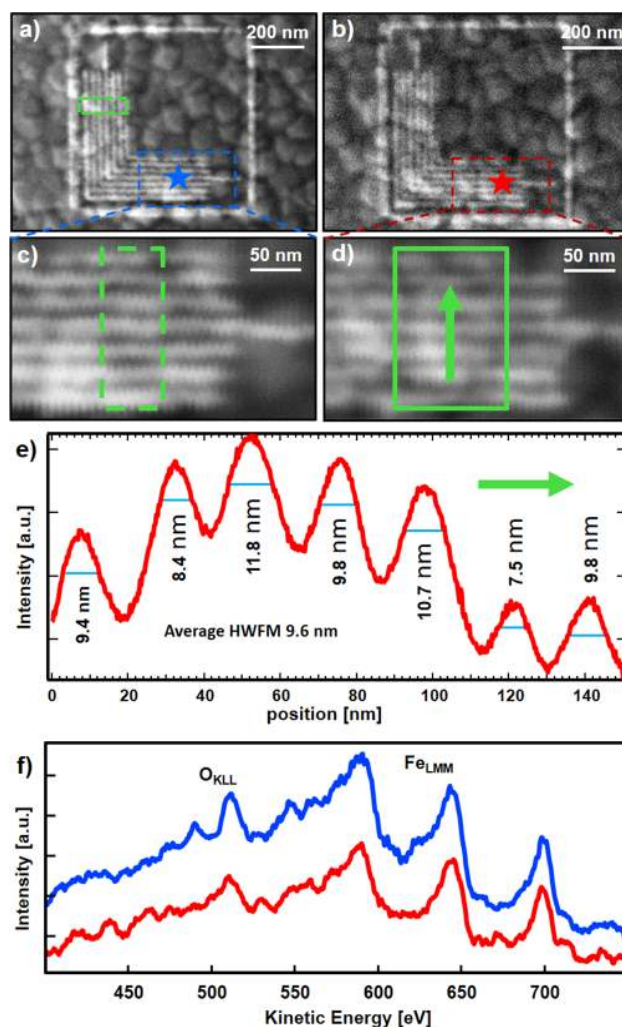 a)
200 nm
b)
200 nm
c)
50 nm
d)
50 nm
e)
Intensity [a.u.]
9.4 nm
8.4 nm
11.8 nm
9.8 nm
10.7 nm
7.5 nm
9.8 nm
Average HWFM 9.6 nm
0 20 40 60 80 100 120 140
position [nm]
f)
Intensity [a.u.]
OKLL
FeLMM
450 500 550 600 650 700
Kinetic Energy [eV]